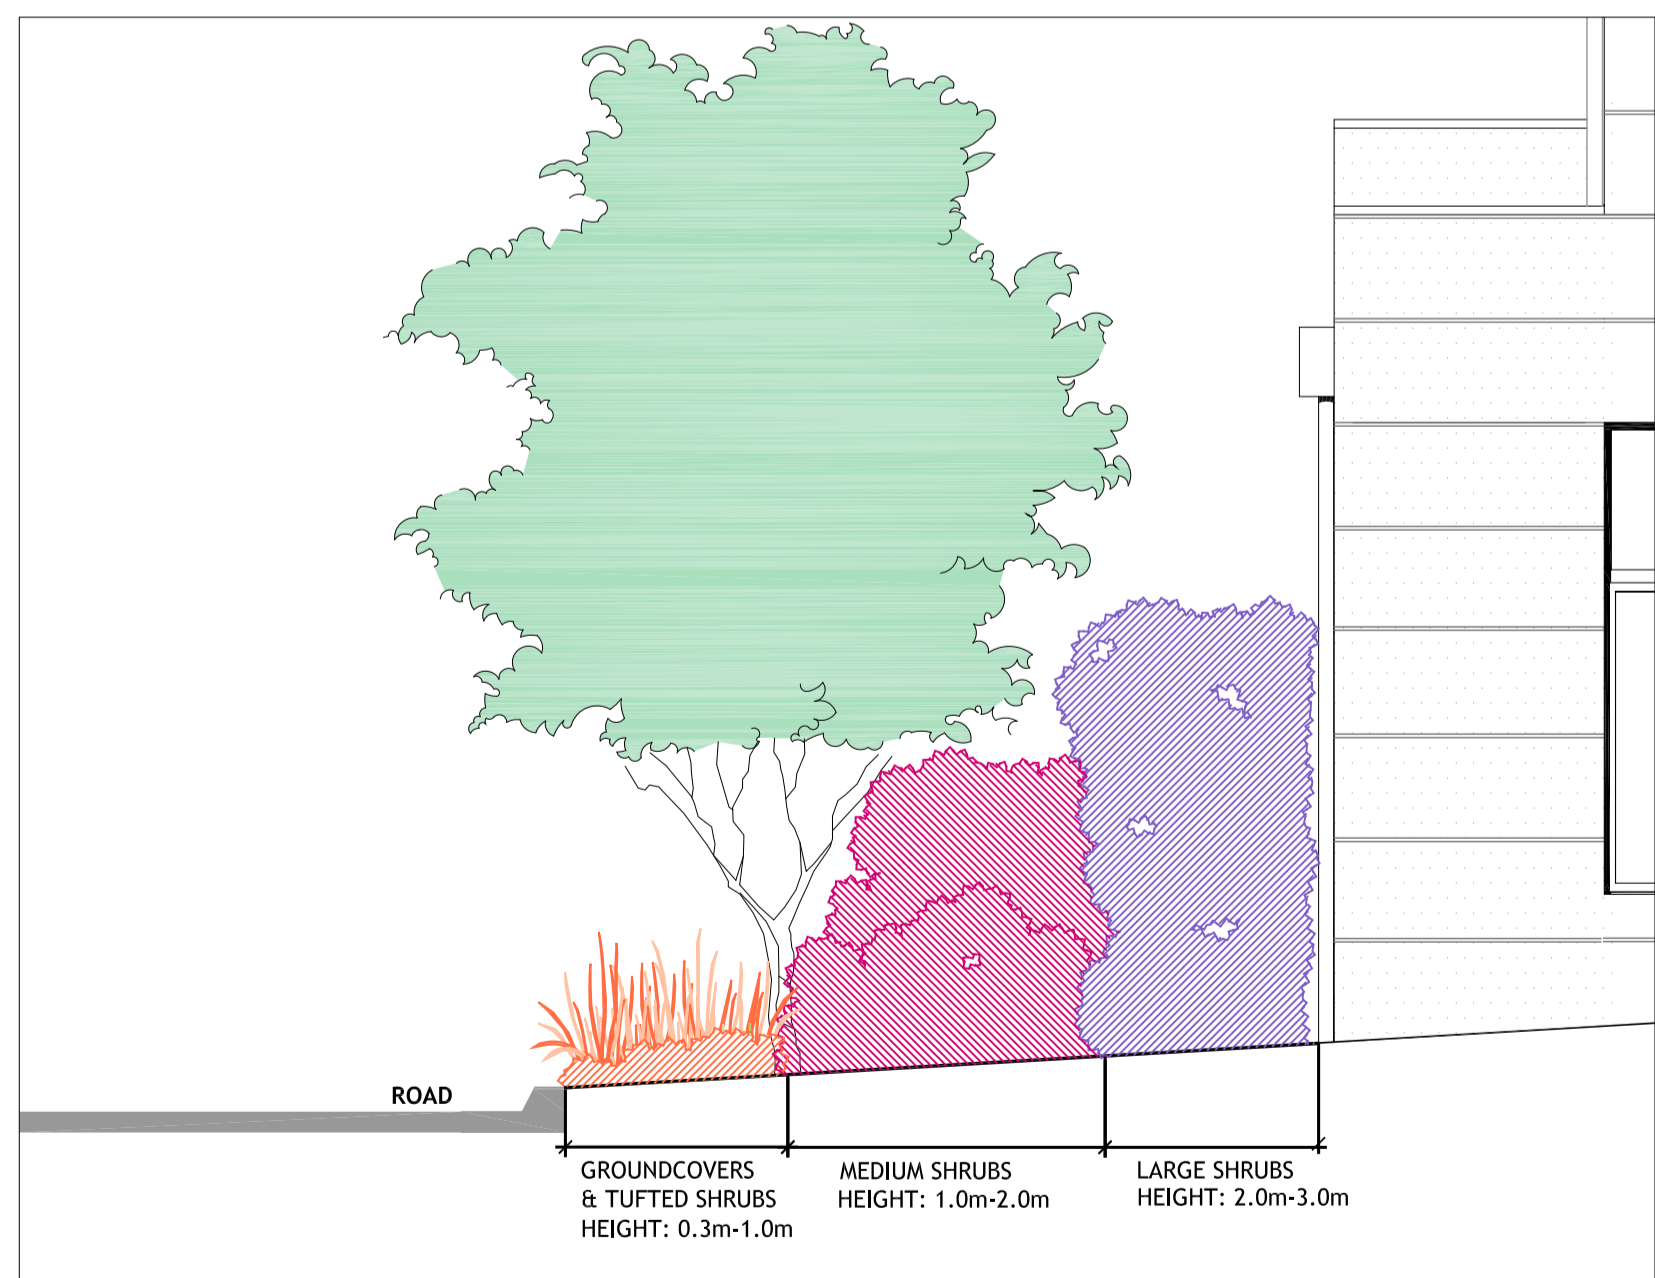 ROAD
GROUNDCOVERS
& TUFTED SHRUBS
HEIGHT: 0.3m-1.0m
MEDIUM SHRUBS
HEIGHT: 1.0m-2.0m
LARGE SHRUBS
HEIGHT: 2.0m-3.0m